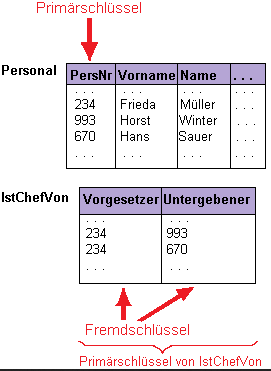 Primärschlüssel
Personal
PersNr Vorname Name ...
... ... ... ...
234 Frieda Müller ...
993 Horst Winter ...
670 Hans Sauer ...
... ... ...
IstChefVon
Vorgesetzer Untergebener
... ...
234 993
234 670
... ...
Fremdschlüssel
Primärschlüssel von IstChefVon